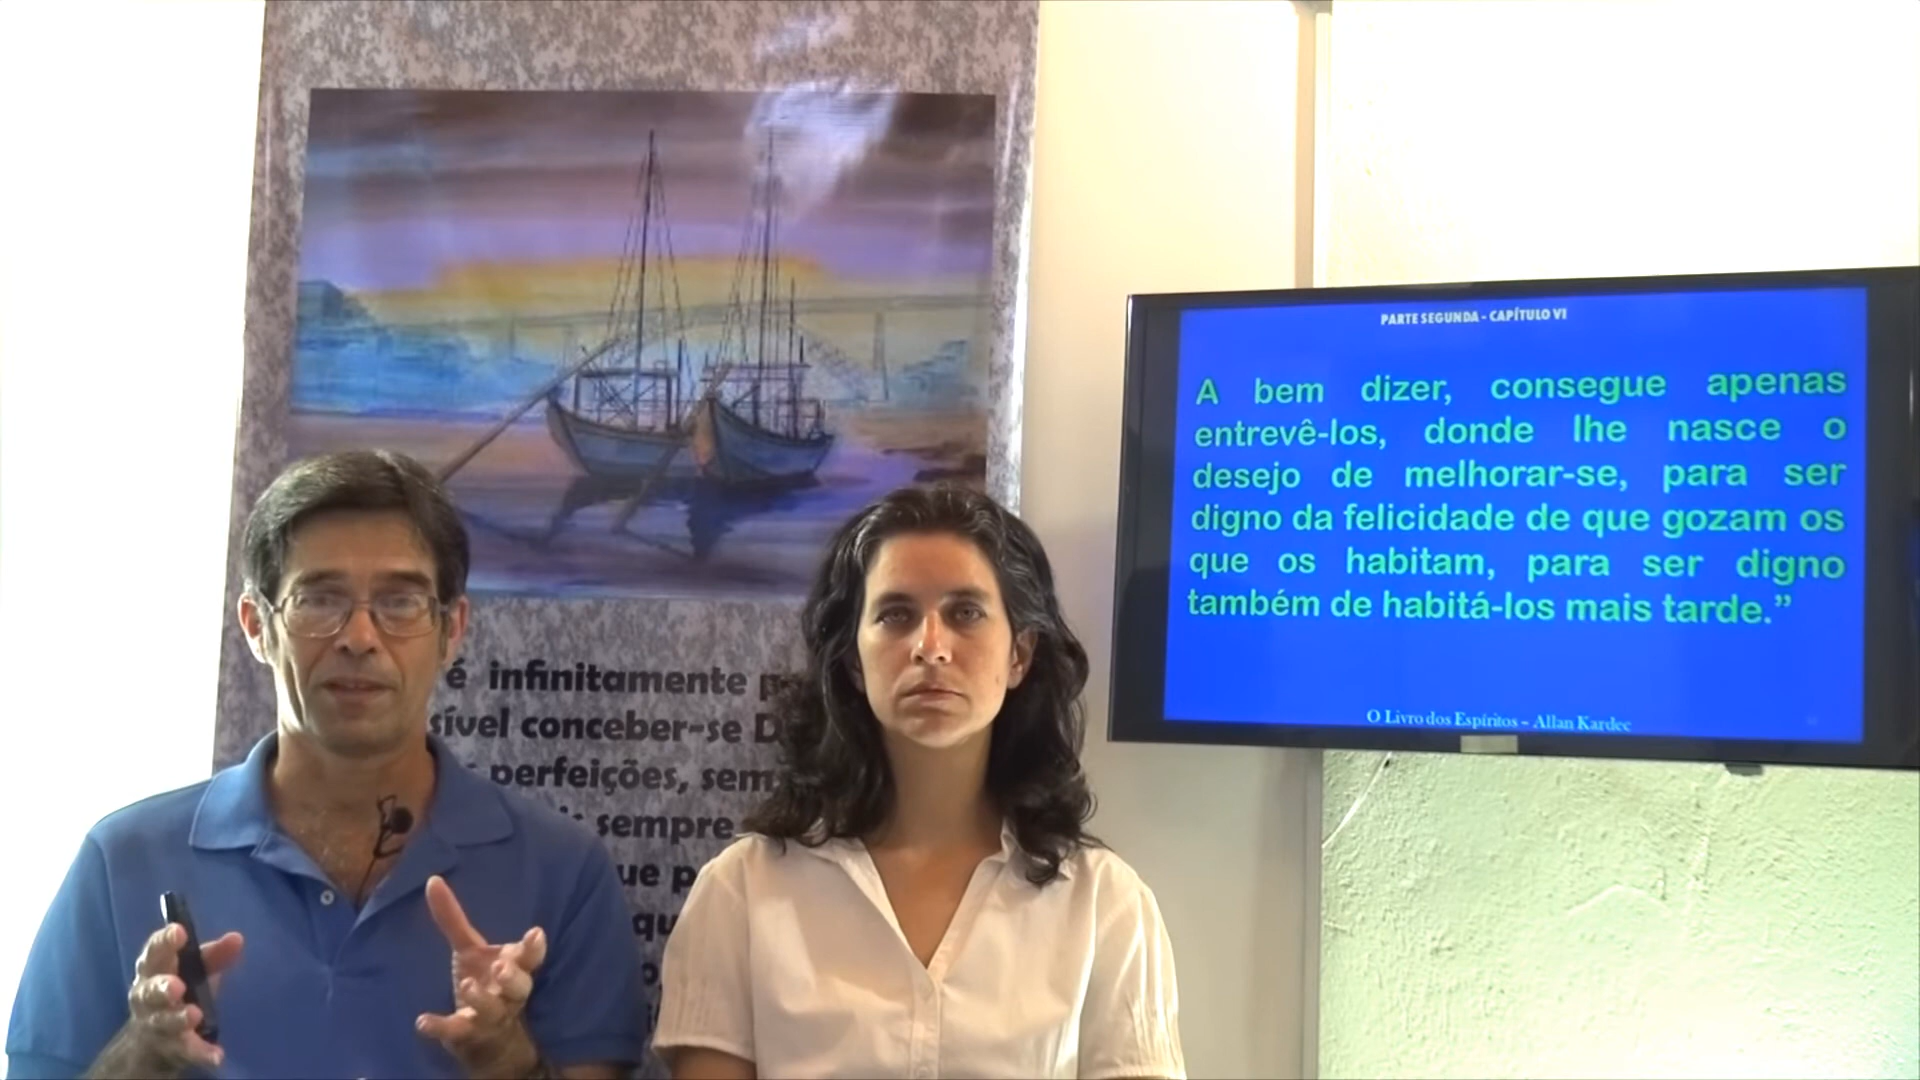 é infinitamente
sível conceber-se
perfeições,
sempre
PARTE SEGUNDA - CAPÍTULO VI
A bem dizer, consegue apenas
entrevê-los, donde lhe nasce o
desejo de melhorar-se, para ser
digno da felicidade de que gozam os
que os habitam, para ser digno
também de habitá-los mais tarde.”
O Livro dos Espíritos – Allan Kardec